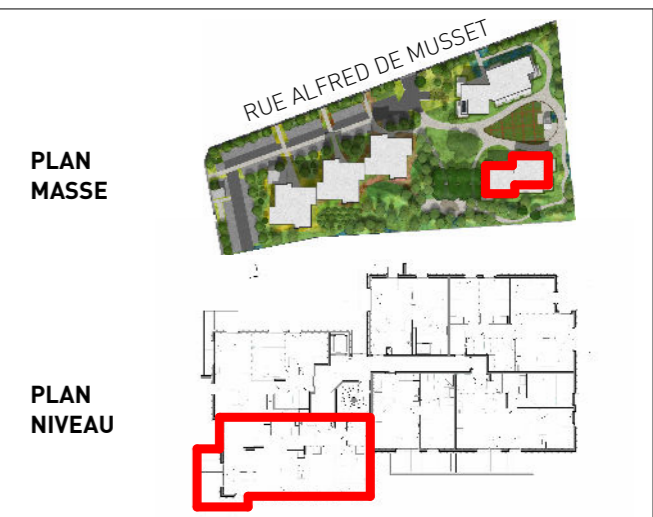 RUE ALFRED DE MUSSET
PLAN
MASSE
PLAN
NIVEAU